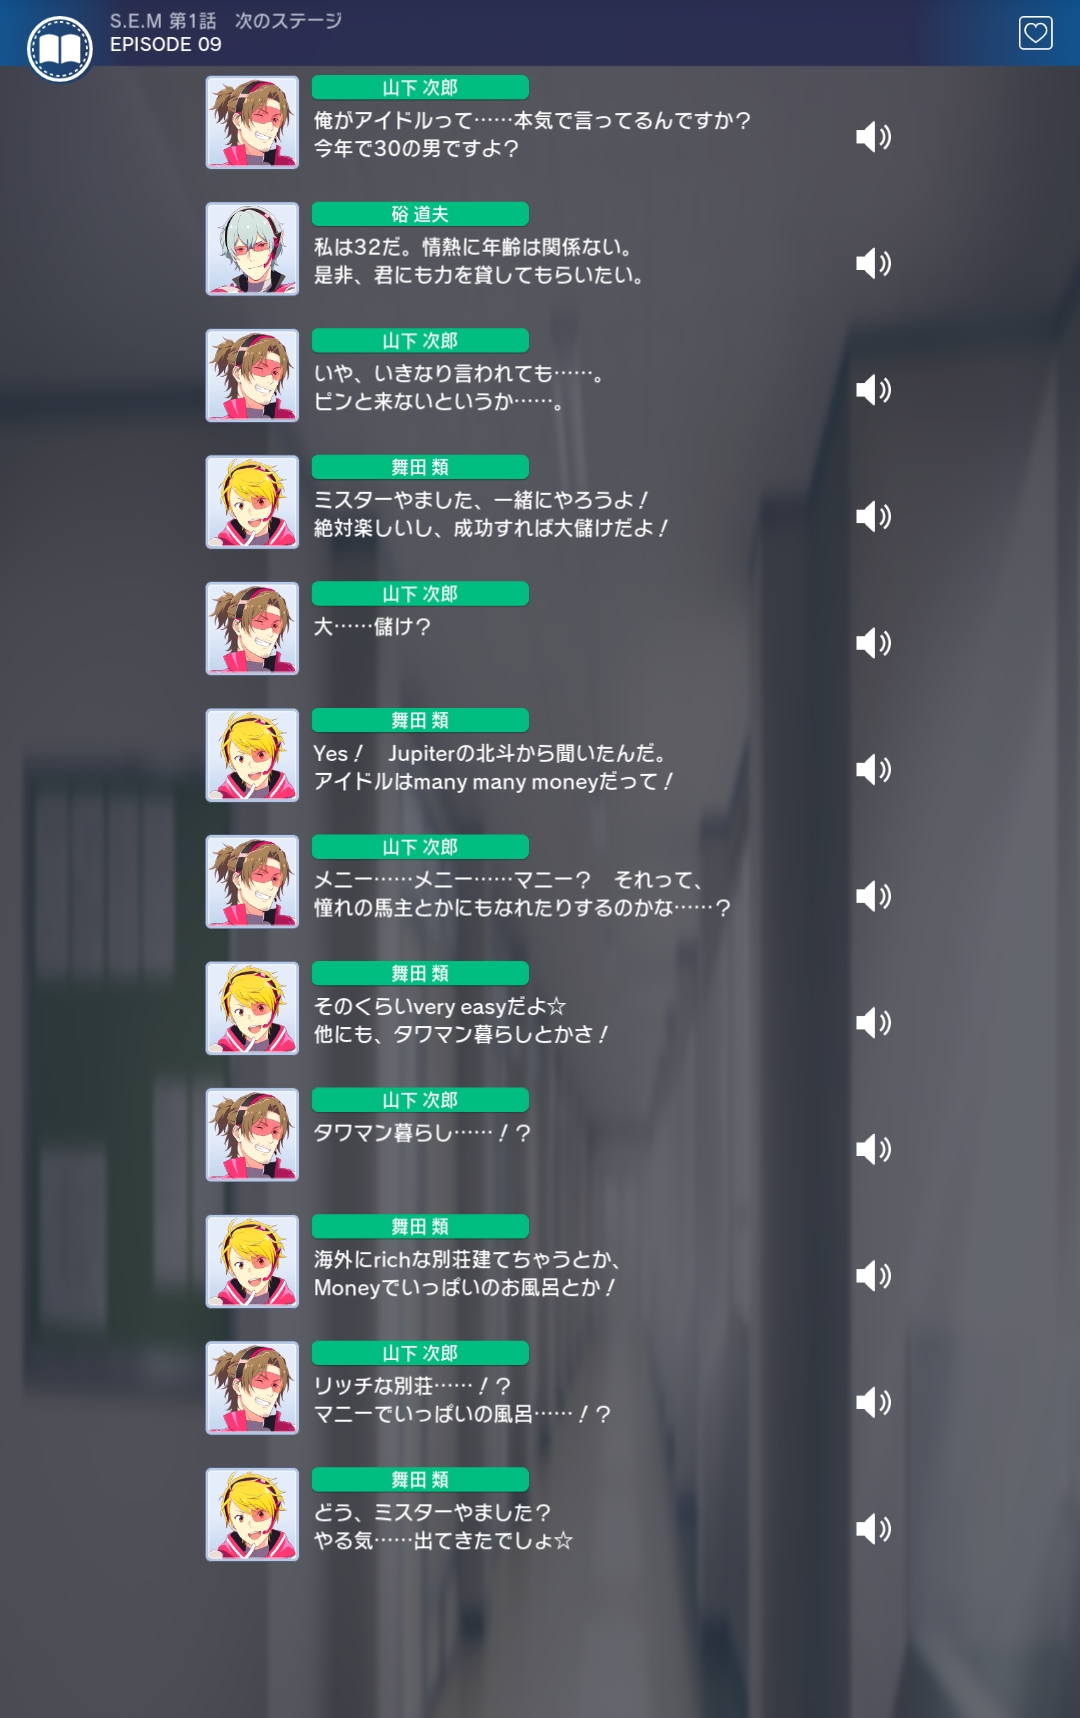 S.E.M 第1話　次のステージ
EPISODE 09
山下 次郎
俺がアイドルって……本気で言ってるんですか？
今年で30の男ですよ？
硲 道夫
私は32だ。情熱に年齢は関係ない。
是非、君にも力を貸してもらいたい。
山下 次郎
いや、いきなり言われても……。
ピンと来ないというか……。
舞田 類
ミスターやました、一緒にやろうよ！
絶対楽しいし、成功すれば大儲けだよ！
山下 次郎
大……儲け？
舞田 類
Yes！　Jupiterの北斗から聞いたんだ。
アイドルはmany many moneyだって！
山下 次郎
メニー……メニー……マニー？　それって、
憧れの馬主とかにもなれたりするのかな……？
舞田 類
そのくらいvery easyだよ☆
他にも、タワマン暮らしとかさ！
山下 次郎
タワマン暮らし……！？
舞田 類
海外にrichな別荘建てちゃうとか、
Moneyでいっぱいのお風呂とか！
山下 次郎
リッチな別荘……！？
マニーでいっぱいの風呂……！？
舞田 類
どう、ミスターやました？
やる気……出てきたでしょ☆